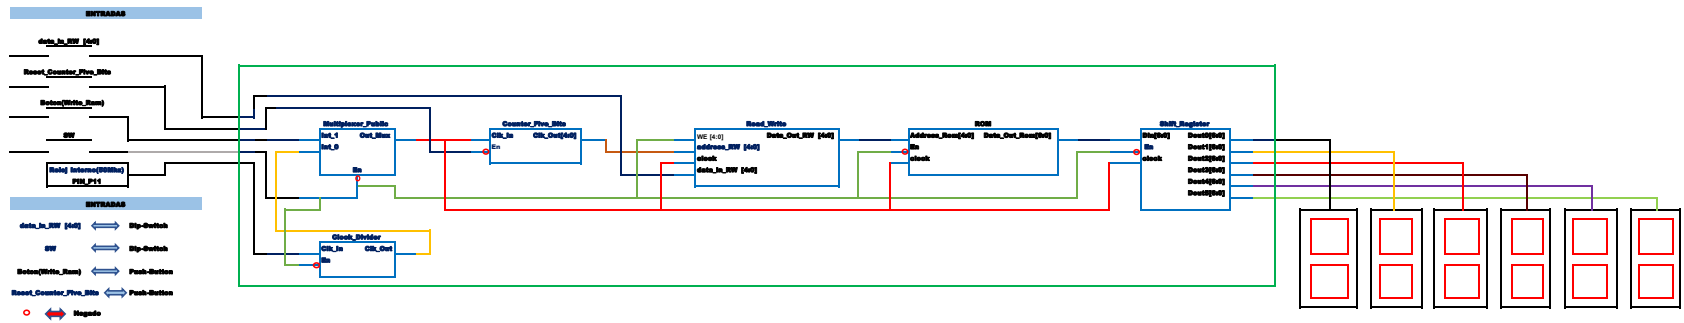 ENTRADAS
data_in_RW [4:0]
Reset_Counter_Five_Bits
Boton(Write_Ram)
SW
Reloj Interno(50Mhz)
PIN_P11
ENTRADAS
data_in_RW [4:0]
Dip-Switch
SW
Dip-Switch
Boton(Write_Ram)
Push-Button
Reset_Counter_Five_Bits
Push-Button
Negado
Multiplexer_Public
Int_1
Out_Mux
Int_0
En
Clock_Divider
Clk_In
Clk_Out
En
Counter_Five_Bits
Clk_In
Clk_Out[4:0]
En
Read_Write
WE [4:0]
Data_Out_RW [4:0]
address_RW [4:0]
clock
data_in_RW [4:0]
ROM
Address_Rom[4:0]
Data_Out_Rom[6:0]
En
clock
Shift_Register
Din[6:0]
Dout0[6:0]
En
Dout1[6:0]
clock
Dout2[6:0]
Dout3[6:0]
Dout4[6:0]
Dout5[6:0]